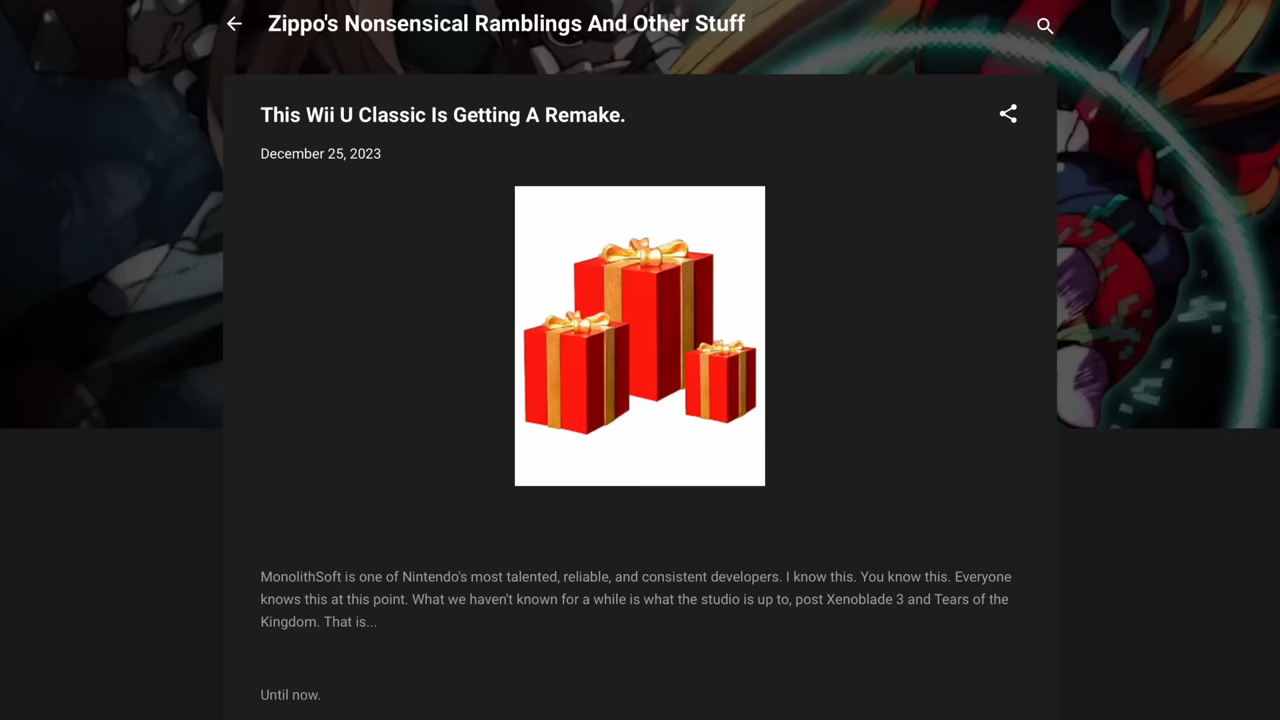 Zippo's Nonsensical Ramblings And Other Stuff
This Wii U Classic Is Getting A Remake.
December 25, 2023
MonolithSoft is one of Nintendo's most talented, reliable, and consistent developers. I know this. You know this. Everyone
knows this at this point. What we haven't known for a while is what the studio is up to, post Xenoblade 3 and Tears of the
Kingdom. That is...
Until now.